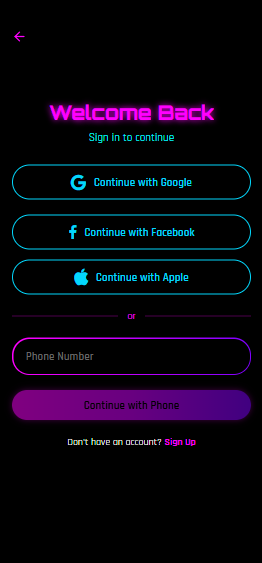 Welcome Back
Sign in to continue
Continue with Google
Continue with Facebook
Continue with Apple
or
Phone Number
Continue with Phone
Don't have an account? Sign Up